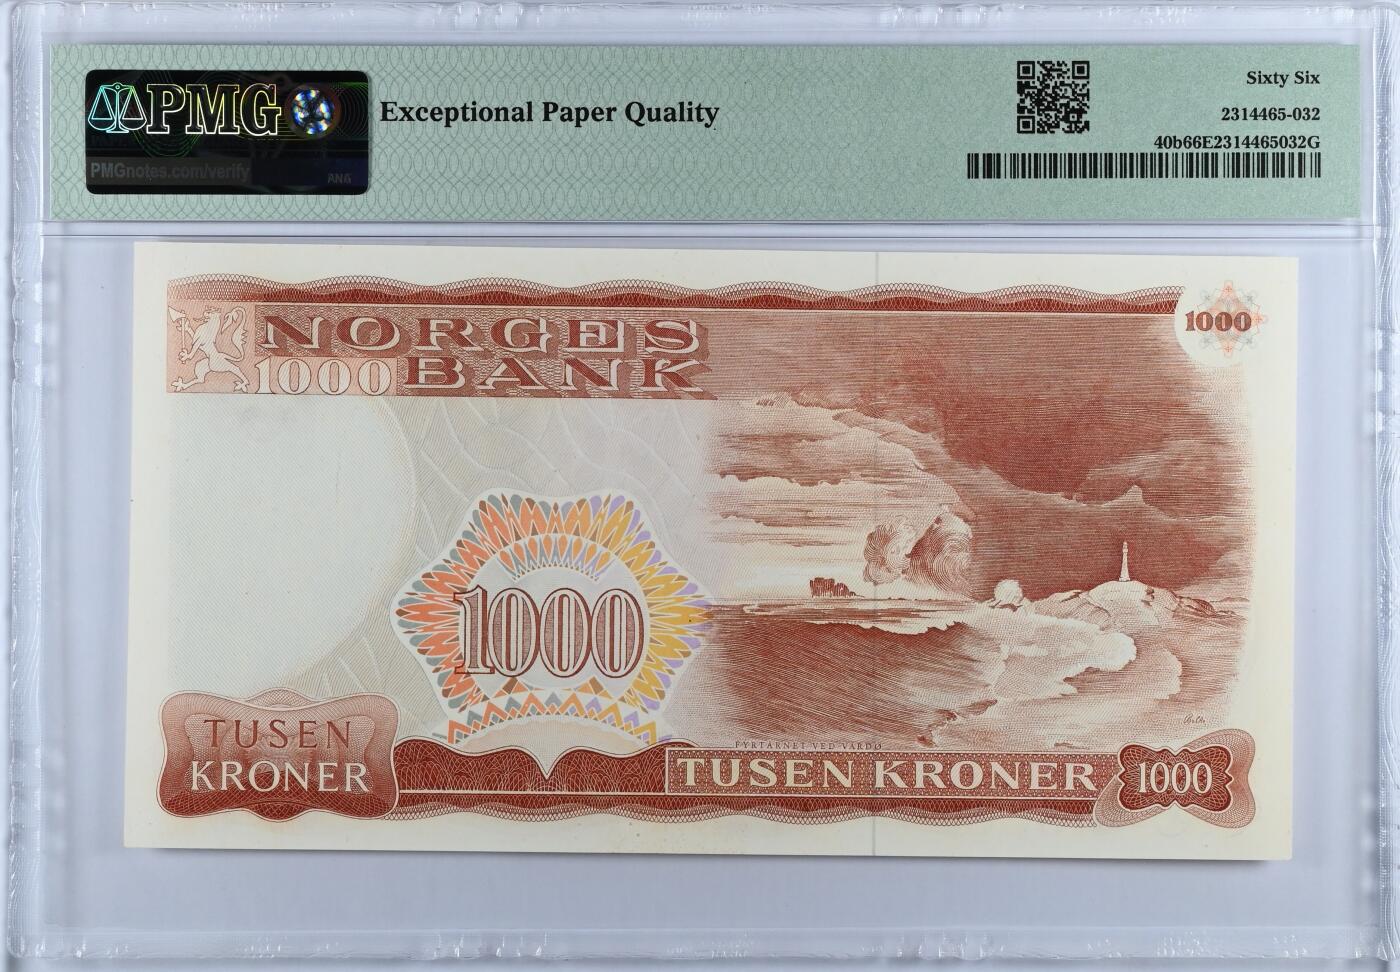 PMG
PMGnotes.com/verify
ANG
Exceptional Paper Quality
Sixty Six
2314465-032
40b66E2314465032G
NORGES
1000 BANK
1000
1000
FYRTÅRNET VED VARDØ
TUSEN
KRONER
TUSEN KRONER
1000